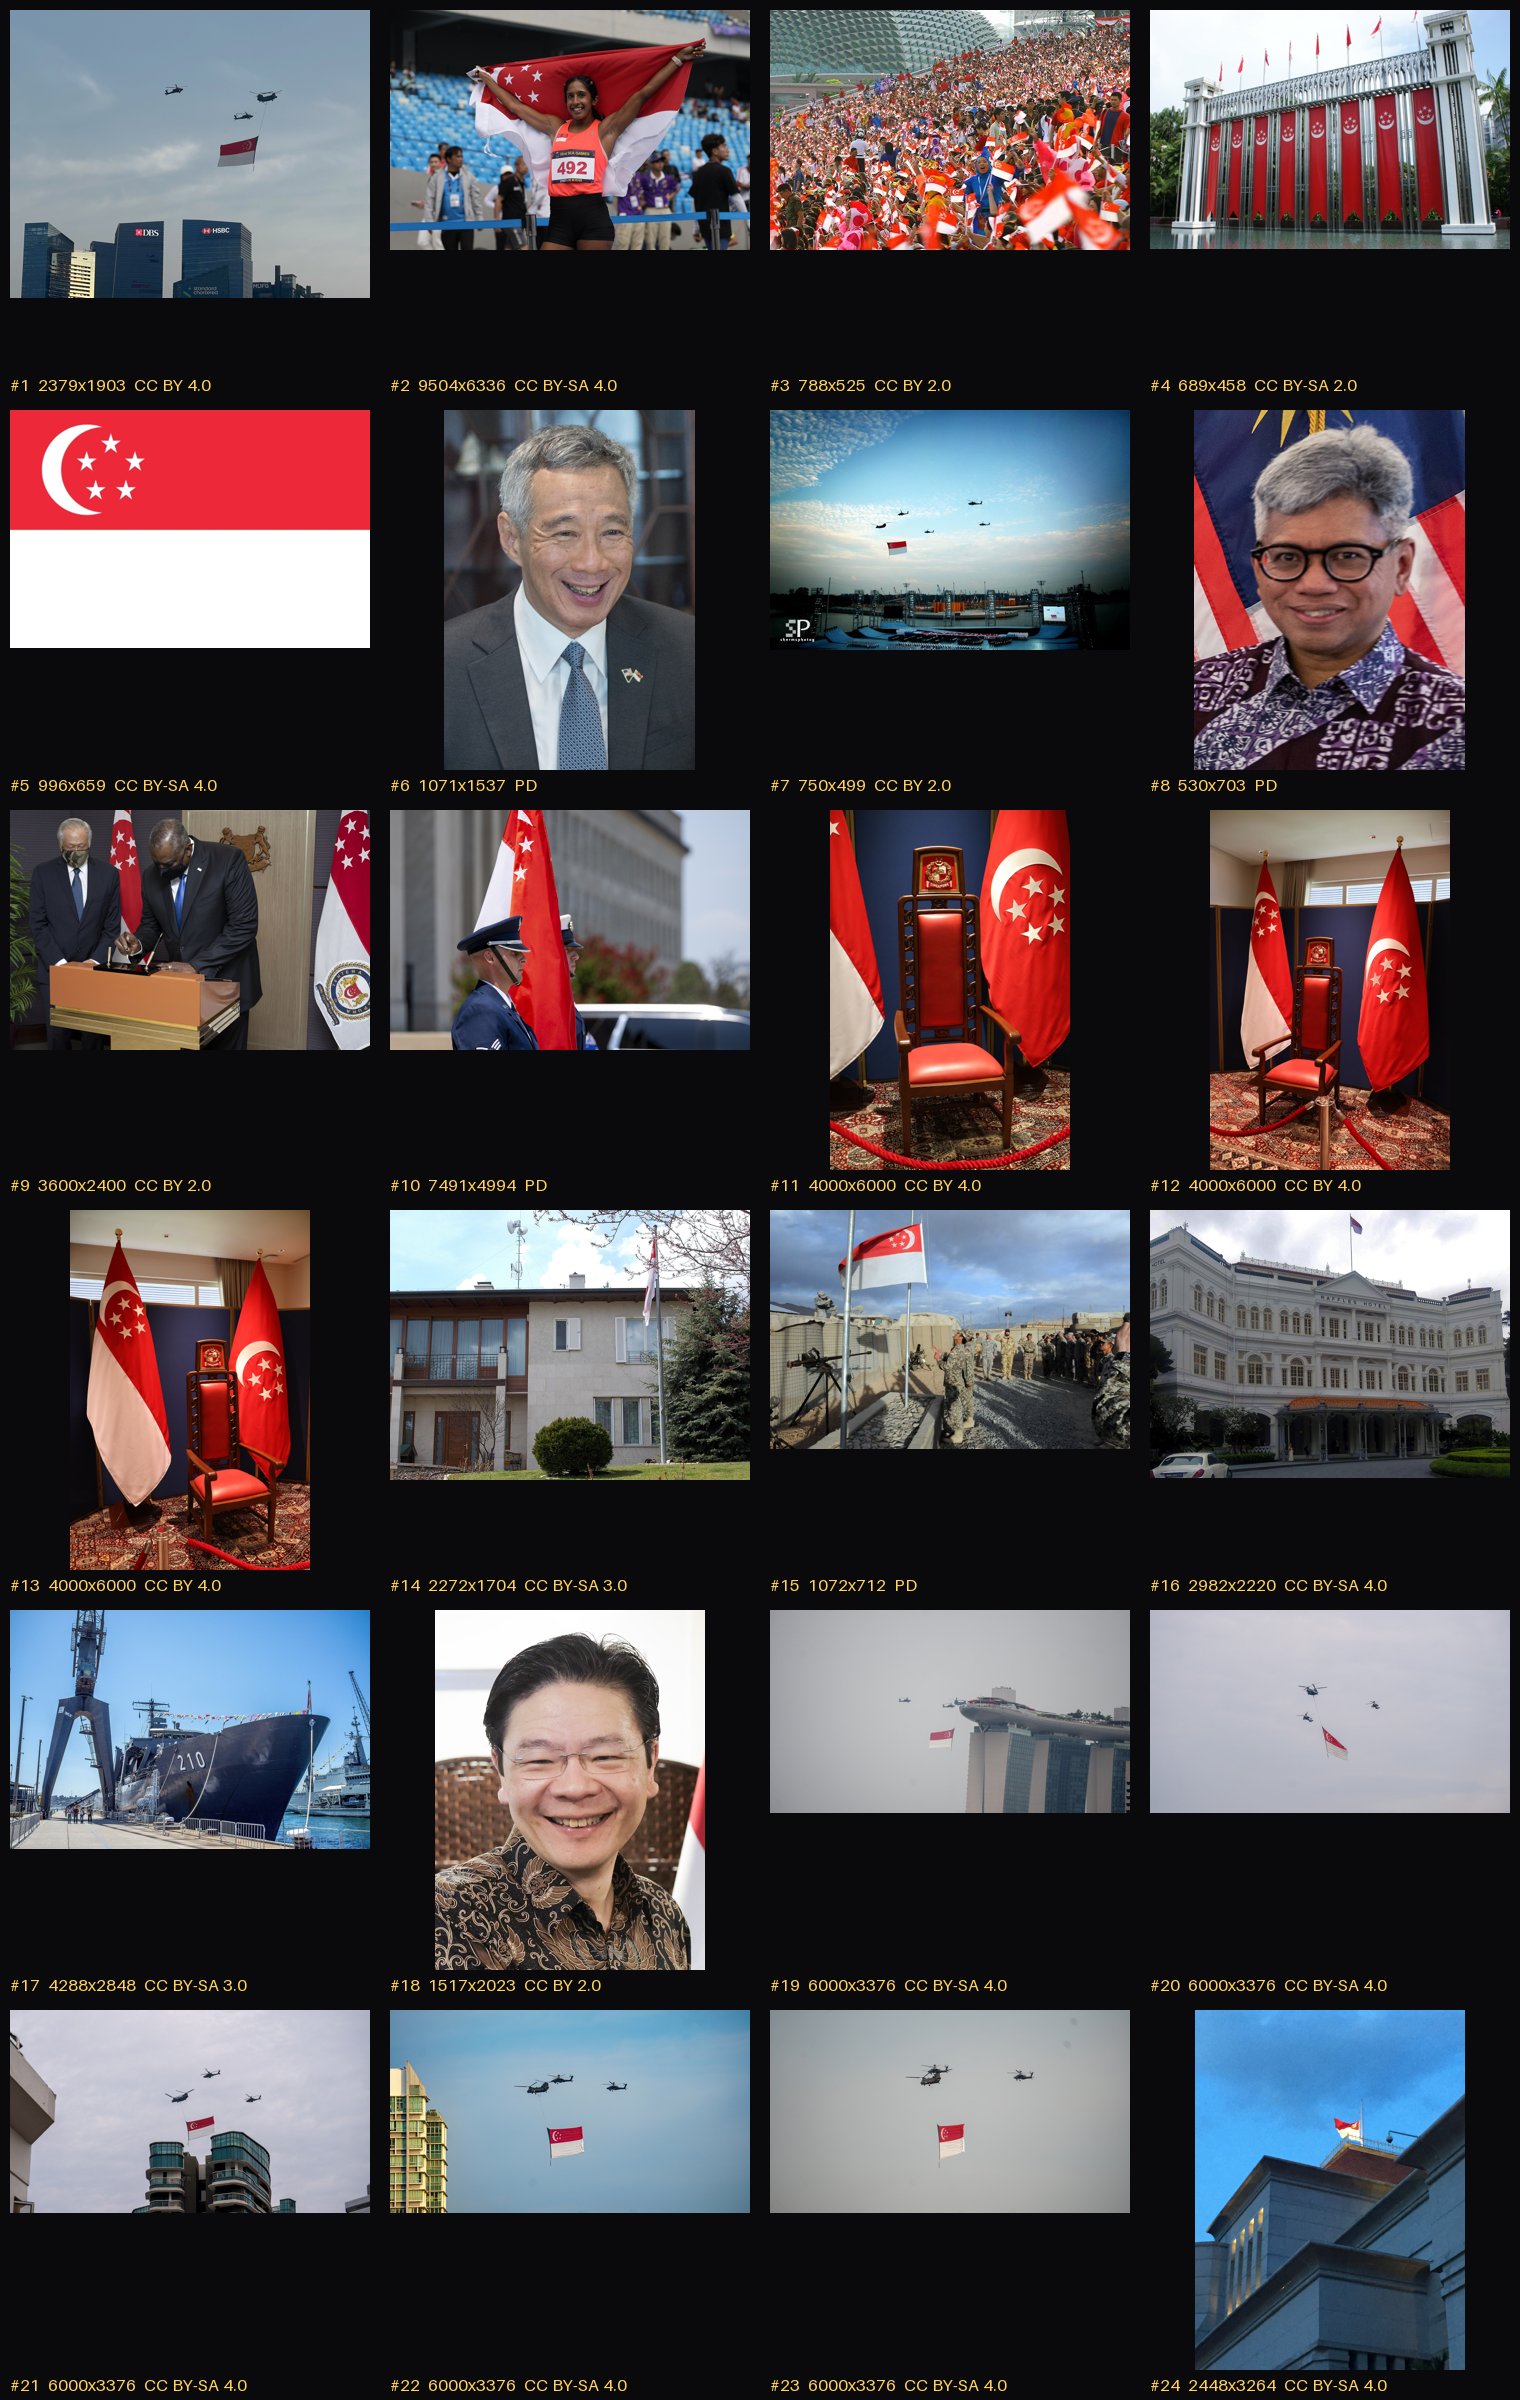 DBS
HSBC
standard
chartered
MUFG
492
#1 2379x1903 CC BY 4.0
#2 9504x6336 CC BY-SA 4.0
#3 788x525 CC BY 2.0
#4 689x458 CC BY-SA 2.0
SP
#5 996x659 CC BY-SA 4.0
#6 1071x1537 PD
#7 750x499 CC BY 2.0
#8 530x703 PD
#9 3600x2400 CC BY 2.0
#10 7491x4994 PD
#11 4000x6000 CC BY 4.0
#12 4000x6000 CC BY 4.0
RAFFLES HOTEL
#13 4000x6000 CC BY 4.0
#14 2272x1704 CC BY-SA 3.0
#15 1072x712 PD
#16 2982x2220 CC BY-SA 4.0
210
#17 4288x2848 CC BY-SA 3.0
#18 1517x2023 CC BY 2.0
#19 6000x3376 CC BY-SA 4.0
#20 6000x3376 CC BY-SA 4.0
#21 6000x3376 CC BY-SA 4.0
#22 6000x3376 CC BY-SA 4.0
#23 6000x3376 CC BY-SA 4.0
#24 2448x3264 CC BY-SA 4.0